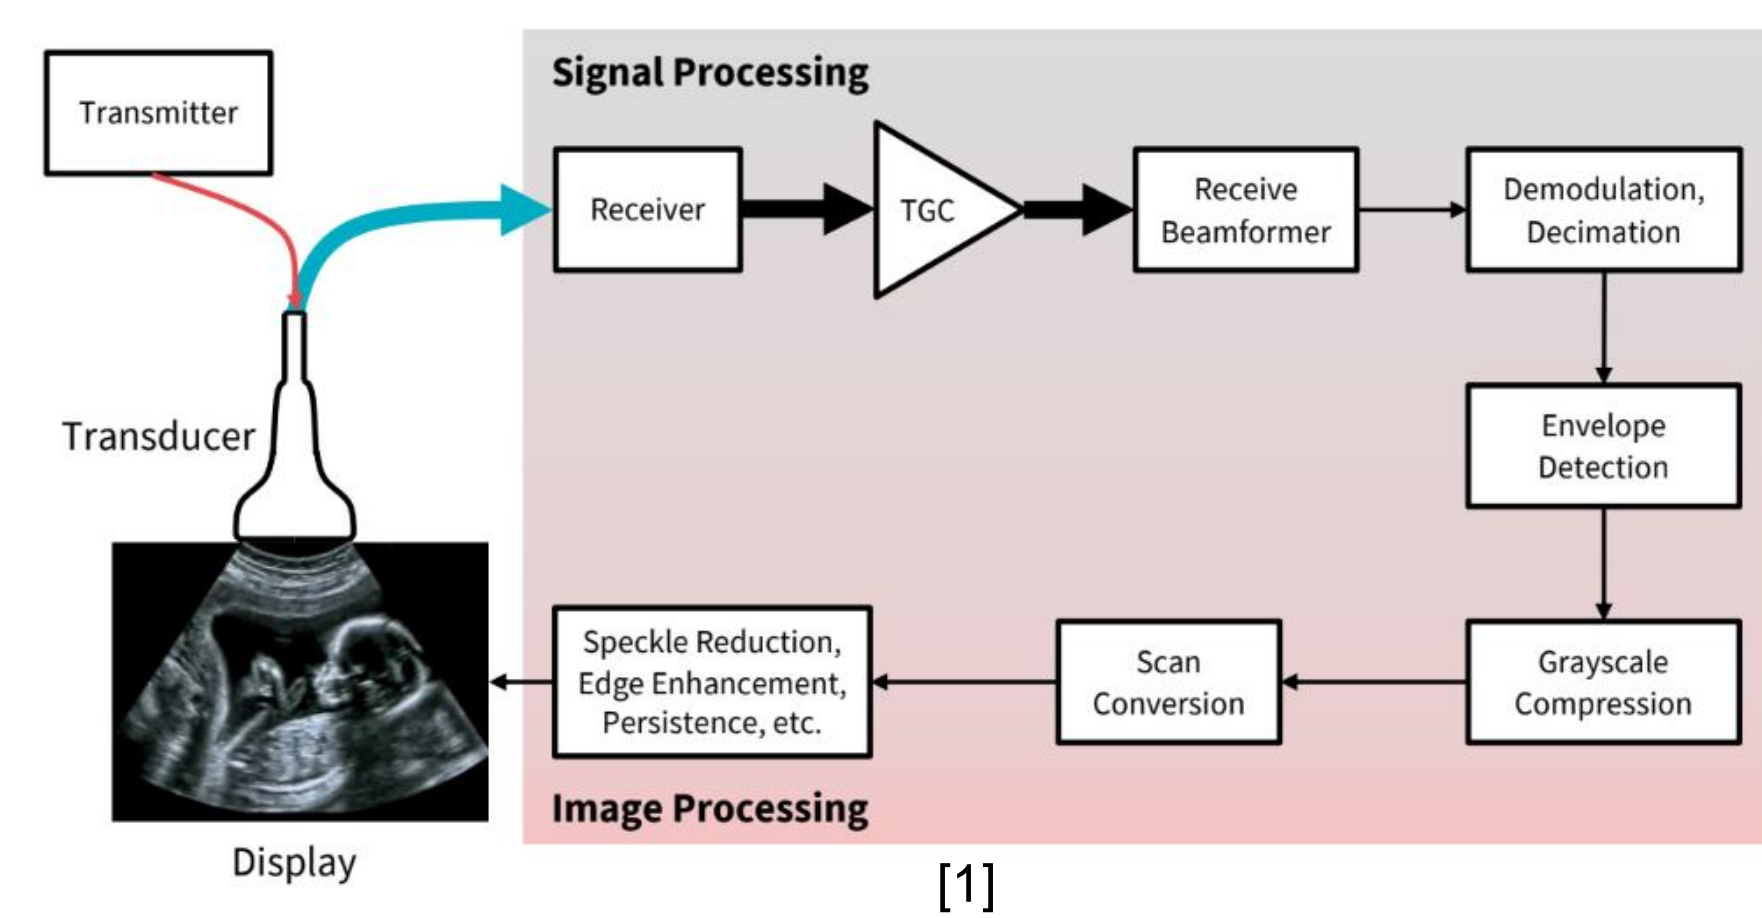 Signal Processing
Transmitter
Receiver
TGC
Receive
Beamformer
Demodulation,
Decimation
Transducer
Envelope
Detection
Grayscale
Compression
Scan
Conversion
Speckle Reduction,
Edge Enhancement,
Persistence, etc.
Image Processing
Display
[1]